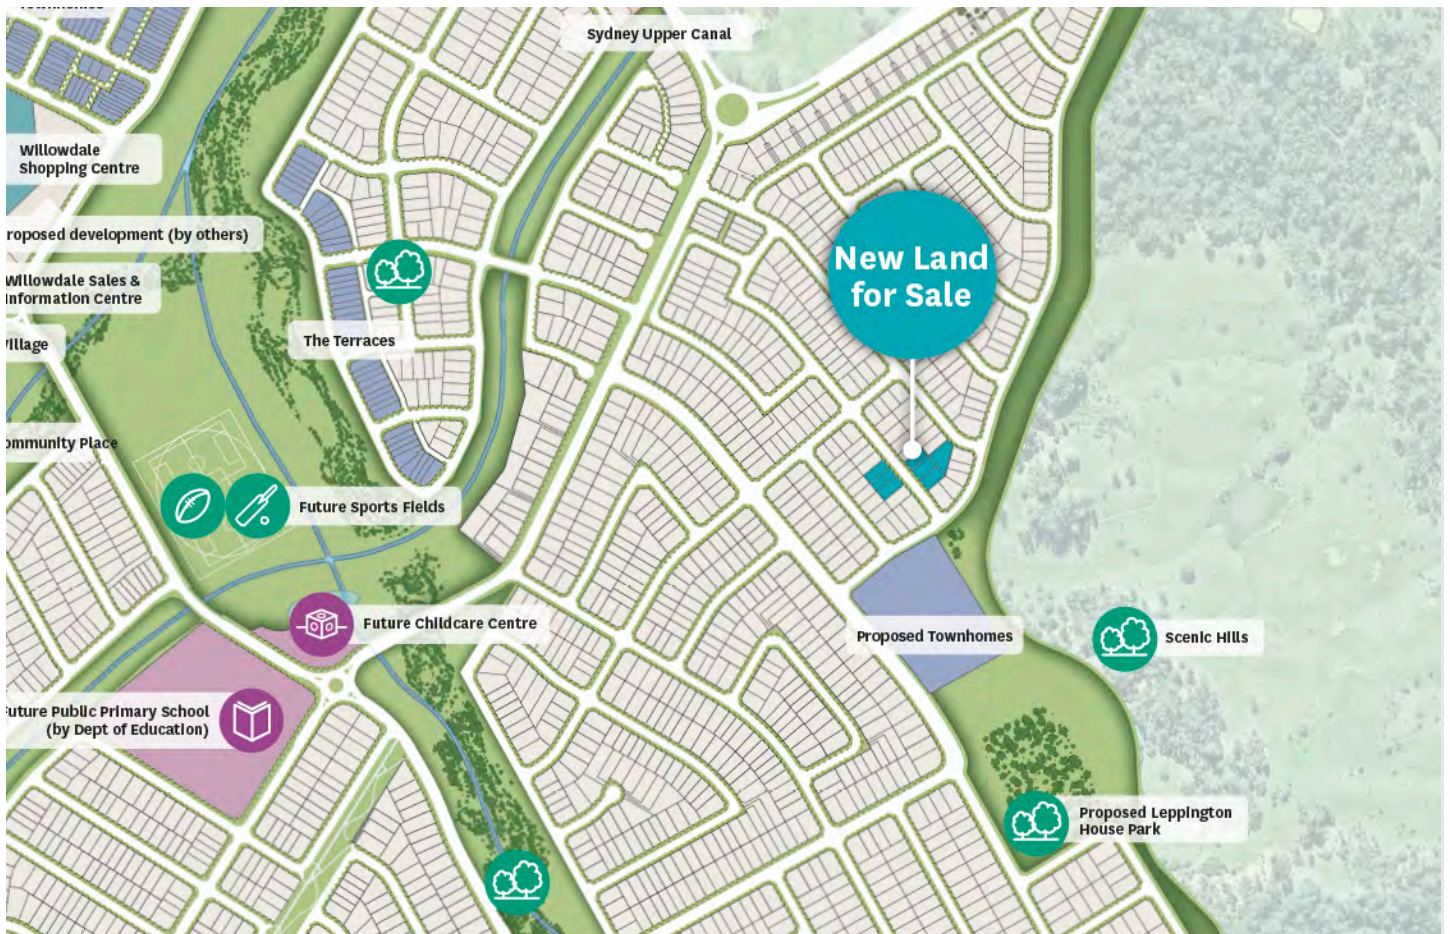 Sydney Upper Canal
Willowdale
Shopping Centre
roposed development (by others)
Willowdale Sales &
Information Centre
Village
The Terraces
New Land
for Sale
ommunity Place
Future Sports Fields
Future Childcare Centre
Proposed Townhomes
Scenic Hills
Future Public Primary School
(by Dept of Education)
Proposed Leppington
House Park